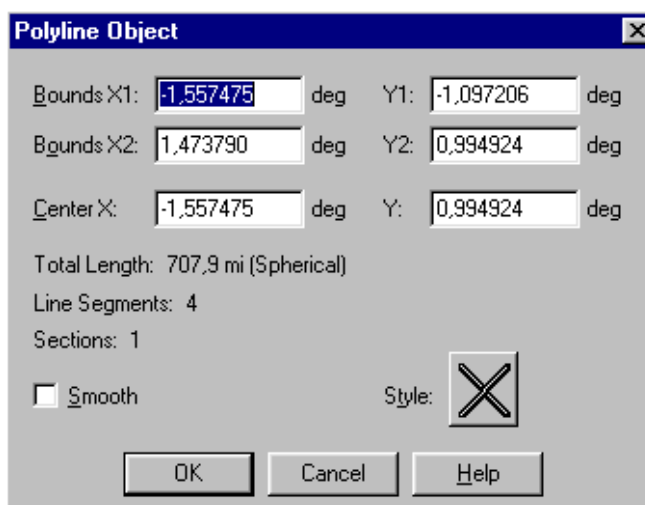 Polyline Object
Bounds X1: -1,557475 deg Y1: -1,097206 deg
Bounds X2: 1,473790 deg Y2: 0,994924 deg
Center X: -1,557475 deg Y: 0,994924 deg
Total Length: 707,9 mi (Spherical)
Line Segments: 4
Sections: 1
Smooth Style:
OK Cancel Help